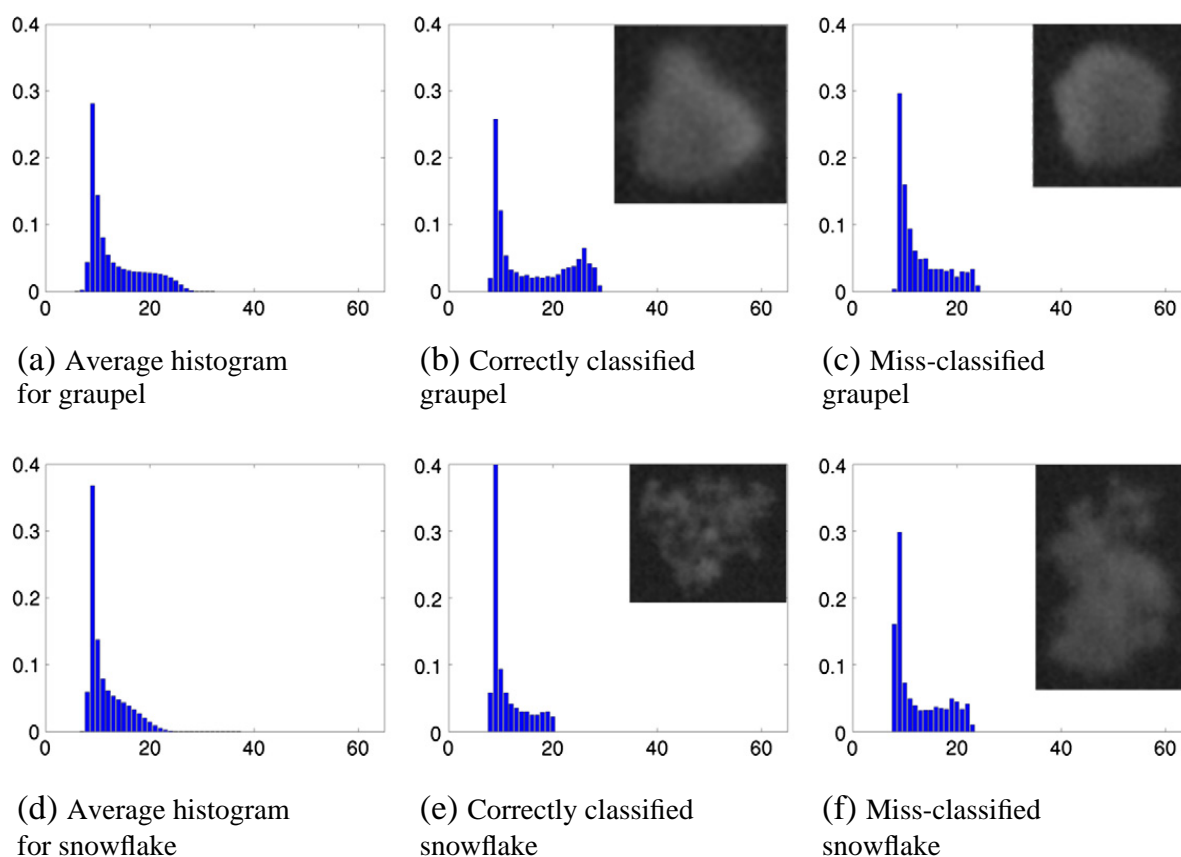 0.4
0.3
0.2
0.1
0
0 20 40 60
(a) Average histogram
for graupel
0.4
0.3
0.2
0.1
0
0 20 40 60
(b) Correctly classified
graupel
0.4
0.3
0.2
0.1
0
0 20 40 60
(c) Miss-classified
graupel
0.4
0.3
0.2
0.1
0
0 20 40 60
(d) Average histogram
for snowflake
0.4
0.3
0.2
0.1
0
0 20 40 60
(e) Correctly classified
snowflake
0.4
0.3
0.2
0.1
0
0 20 40 60
(f) Miss-classified
snowflake